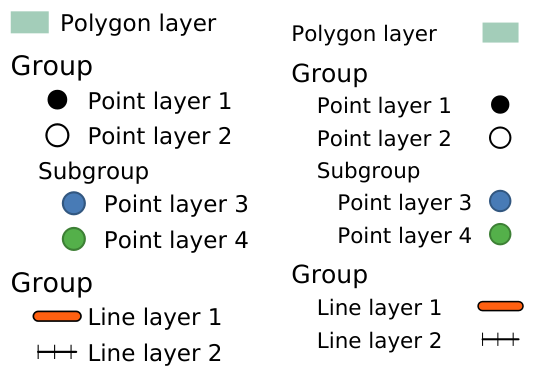 Polygon layer
Group
Point layer 1
Point layer 2
Subgroup
Point layer 3
Point layer 4
Group
Line layer 1
Line layer 2
Polygon layer
Group
Point layer 1
Point layer 2
Subgroup
Point layer 3
Point layer 4
Group
Line layer 1
Line layer 2